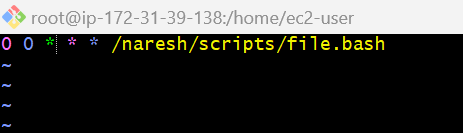 root@ip-172-31-39-138:/home/ec2-user
0 0 * * * /naresh/scripts/file.bash
~
~
~
~